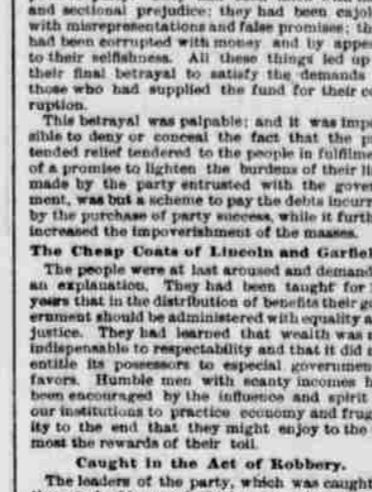 and sectional prejudice; they had been cajol
with misrepresentations and false promises; th
had been corrupted with money and by appe
to their selfishness. All these things led up
their final betrayal to satisfy the demands
those who had supplied the fund for their co
ruption.
This betrayal was palpable; and it was impo
sible to deny or conceal the fact that the p
tended relief tendered to the people in fulfilme
of a promise to lighten the burdens of their li
made by the party entrusted with the gover
ment, was but a scheme to pay the debts incurr
by the purchase of party success, while it furth
increased the impoverishment of the masses.
The Cheap Coats of Lincoln and Garfiel
The people were at last aroused and demand
an explanation. They had been taught for
years that in the distribution of benefits their go
ernment should be administered with equality a
justice. They had learned that wealth was n
indispensable to respectability and that it did n
entitle its possessors to especial governmen
favors. Humble men with scanty incomes h
been encouraged by the influence and spirit
our institutions to practice economy and frug
ity to the end that they might enjoy to the
most the rewards of their toil.
Caught in the Act of Robbery.
The leaders of the party, which was caught